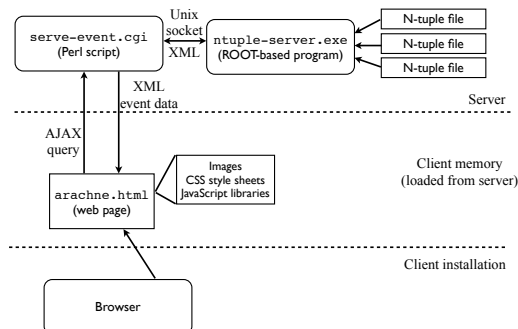 serve-event.cgi
(Perl script)
Unix
socket
XML
ntuple-server.exe
(ROOT-based program)
N-tuple file
N-tuple file
N-tuple file
XML
event data
Server
AJAX
query
Images
CSS style sheets
JavaScript libraries
Client memory
(loaded from server)
arachne.html
(web page)
Client installation
Browser